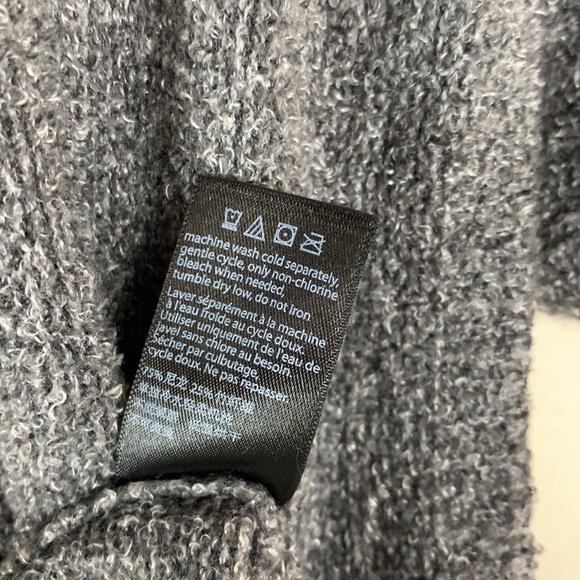 machine wash cold separately,
gentle cycle, only non-chlorine
bleach when needed
tumble dry low, do not iron
Laver séparément à la machine
à l'eau froide au cycle doux.
Utiliser uniquement de l'eau de
javel sans chlore au besoin.
Sécher par culbutage
cycle doux. Ne pas repasser.
75% 25%